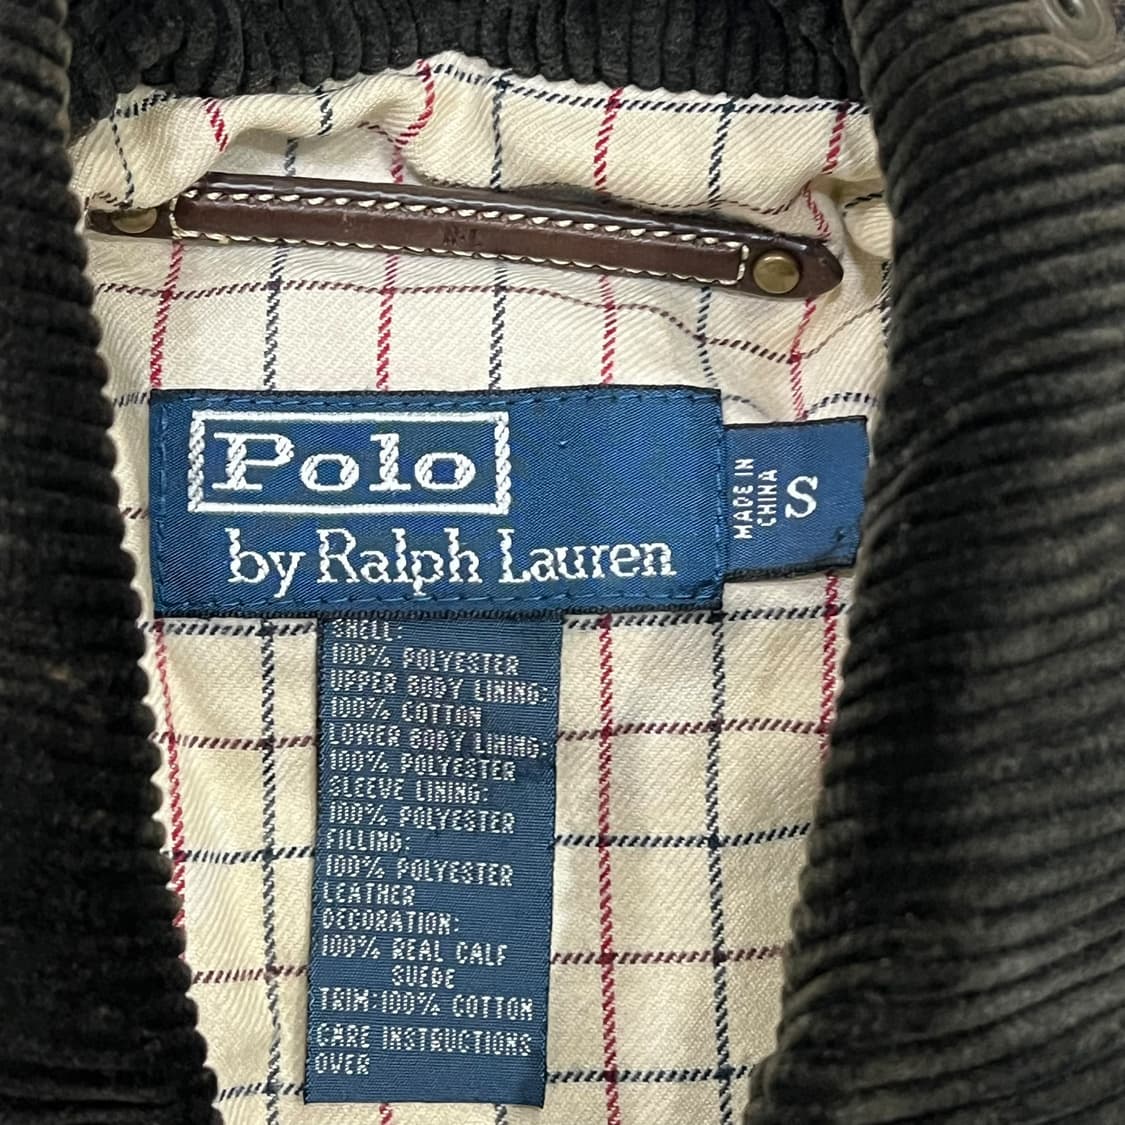 Polo
by Ralph Lauren
MADE IN
CHINA
S
SHELL:
100% POLYESTER
UPPER BODY LINING:
100% COTTON
LOWER BODY LINING:
100% POLYESTER
SLEEVE LINING:
100% POLYESTER
FILLING:
100% POLYESTER
LEATHER
DECORATION:
100% REAL CALF
SUEDE
TRIM:100% COTTON
CARE INSTRUCTIONS
OVER